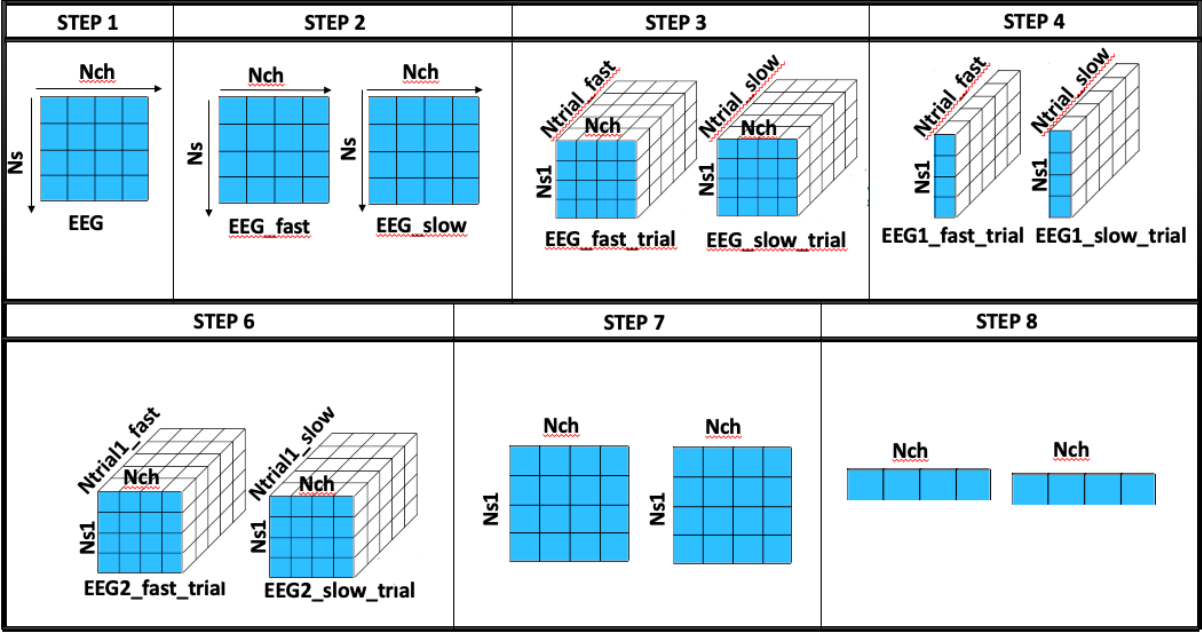 STEP 1
STEP 2
STEP 3
STEP 4
Nch
Ns
EEG
Nch
Ns
EEG_fast
Nch
Ns
EEG_slow
Ntrial_fast
Nch
Ns1
EEG_fast_trial
Ntrial_slow
Nch
Ns1
EEG_slow_trial
Ntrial_fast
Ns1
EEG1_fast_trial
Ntrial_slow
Ns1
EEG1_slow_trial
STEP 6
STEP 7
STEP 8
Ntrial1_fast
Nch
Ns1
EEG2_fast_trial
Ntrial1_slow
Nch
Ns1
EEG2_slow_trial
Nch
Ns1
Nch
Ns1
Nch
Nch